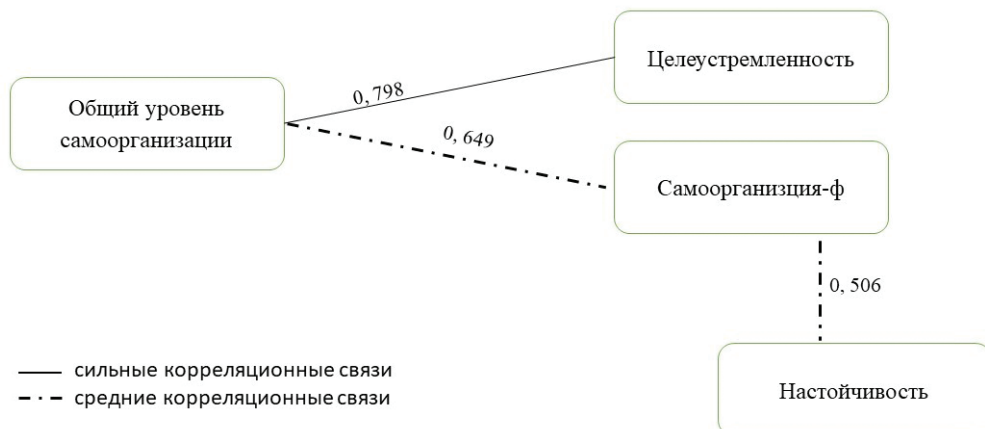 Целеустремленность
0, 798
Общий уровень
самоорганизации
0, 649
Самоорганизция-ф
0, 506
сильные корреляционные связи
средние корреляционные связи
Настойчивость